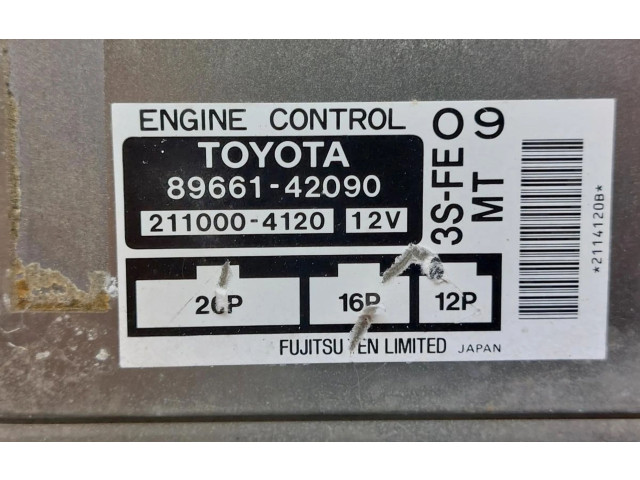 ENGINE CONTROL
TOYOTA
89661-42090
211000-4120 12V
3S-FE 09
MT
26P 16P 12P
FUJITSU TEN LIMITED JAPAN
*2114120B*